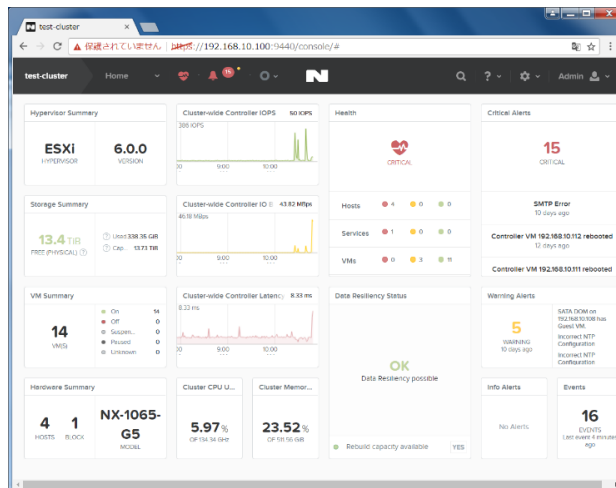 test-cluster
保護されていません
https://192.168.10.100:9440/console/#
test-cluster
Home
15
?
Admin
Hypervisor Summary
ESXi
HYPERVISOR
6.0.0
VERSION
Cluster-wide Controller IOPS
50 IOPS
386 IOPS
9:00
10:00
Health
CRITICAL
Hosts
4
0
0
Services
1
0
0
VMs
0
3
11
Critical Alerts
15
CRITICAL
SMTP Error
10 days ago
Controller VM 192.168.10.112 rebooted
12 days ago
Controller VM 192.168.10.111 rebooted
Storage Summary
13.4 TiB
FREE (PHYSICAL)
Used 338.35 GiB
Cap... 13.73 TiB
Cluster-wide Controller IO B
43.82 MBps
46.18 MBps
9:00
10:00
VM Summary
14
VM(S)
On 14
Off 0
Suspen... 0
Paused 0
Unknown 0
Cluster-wide Controller Latency
8.33 ms
8.33 ms
9:00
10:00
Data Resiliency Status
OK
Data Resiliency possible
Rebuild capacity available
YES
Warning Alerts
5
WARNING
10 days ago
SATA DOM on
192.168.10.108 has
Guest VM.
Incorrect NTP
Configuration
Incorrect NTP
Configuration
Hardware Summary
4
HOSTS
1
BLOCK
NX-1065-
G5
MODEL
Cluster CPU U...
5.97 %
OF 134.34 GHz
Cluster Memor...
23.52 %
OF 511.56 GiB
Info Alerts
No Alerts
Events
16
EVENTS
Last event 8 minutes
ago